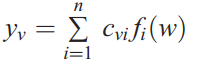 y_v = \sum_{i=1}^{n} c_{vi} f_i(w)